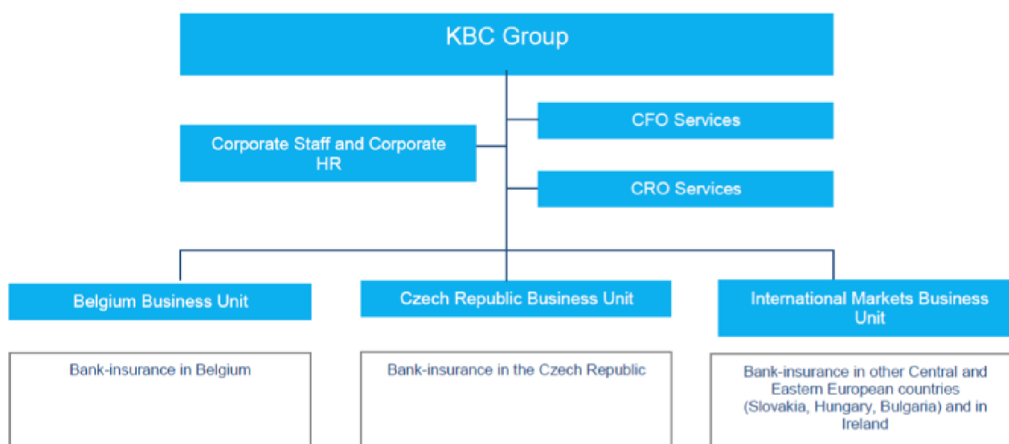 KBC Group
CFO Services
Corporate Staff and Corporate
HR
CRO Services
Belgium Business Unit
Czech Republic Business Unit
International Markets Business
Unit
Bank-insurance in Belgium
Bank-insurance in the Czech Republic
Bank-insurance in other Central and
Eastern European countries
(Slovakia, Hungary, Bulgaria) and in
Ireland